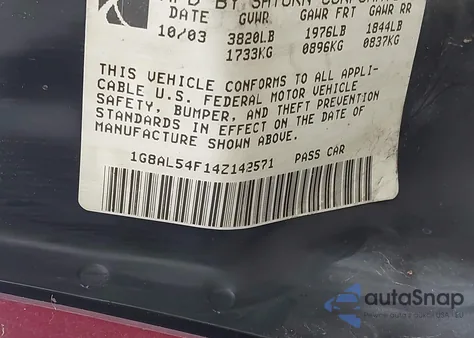 MFD BY SATURN CORPORATION
DATE GVWR GAWR FRT GAWR RR
10/03 3820LB 1976LB 1844LB
1733KG 0896KG 0837KG
THIS VEHICLE CONFORMS TO ALL APPLI-
CABLE U.S. FEDERAL MOTOR VEHICLE
SAFETY, BUMPER, AND THEFT PREVENTION
STANDARDS IN EFFECT ON THE DATE OF
MANUFACTURE SHOWN ABOVE.
1G8AL54F14Z142571 PASS CAR
autoSnap